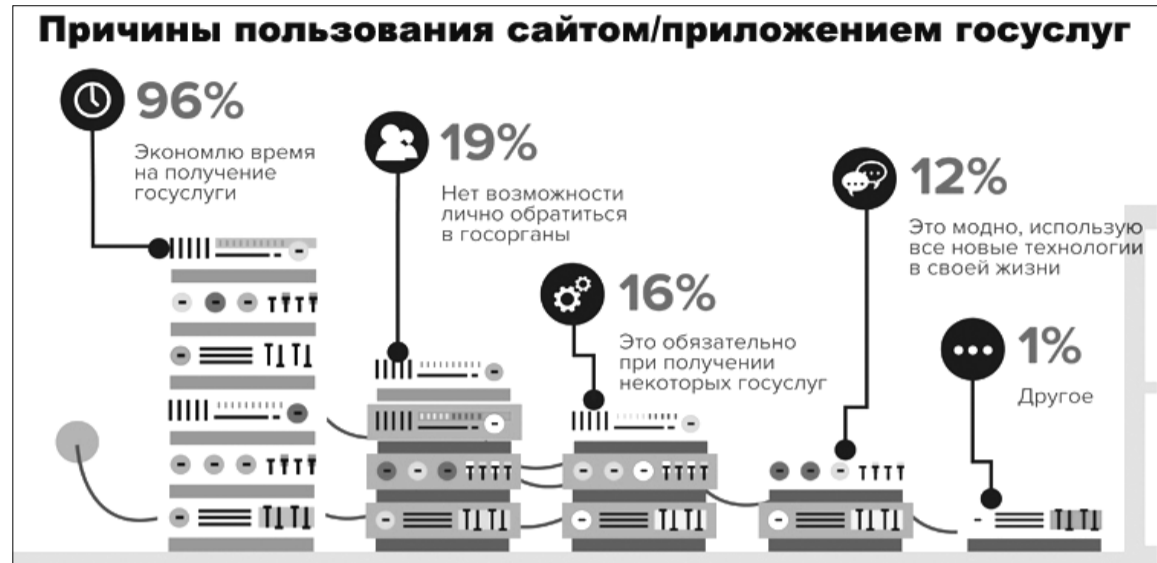 Причины пользования сайтом/приложением госуслуг
96%
Экономлю время
на получение
госуслуги
19%
Нет возможности
лично обратиться
в госорганы
16%
Это обязательно
при получении
некоторых госуслуг
12%
Это модно, использую
все новые технологии
в своей жизни
1%
Другое